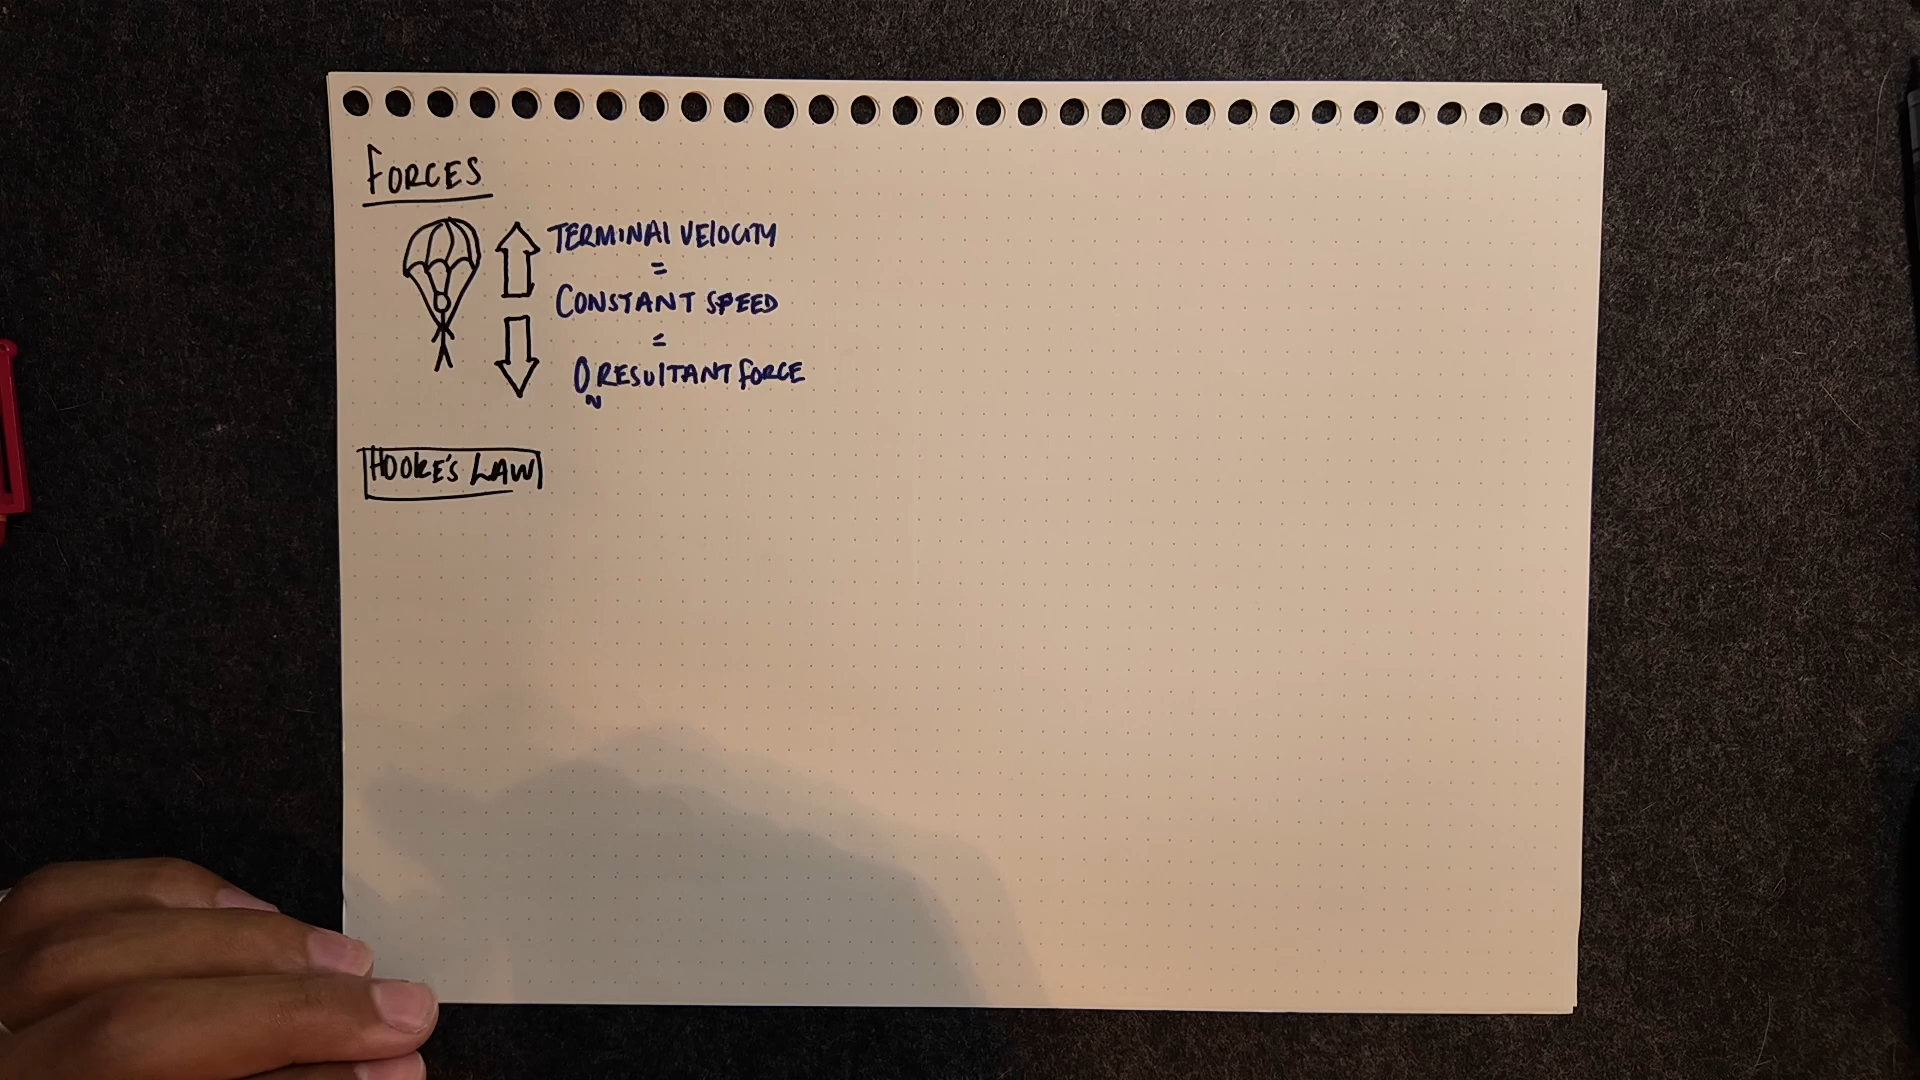 FORCES
TERMINAL VELOCITY
=
CONSTANT SPEED
=
0 RESULTANT FORCE
N
HOOKE'S LAW